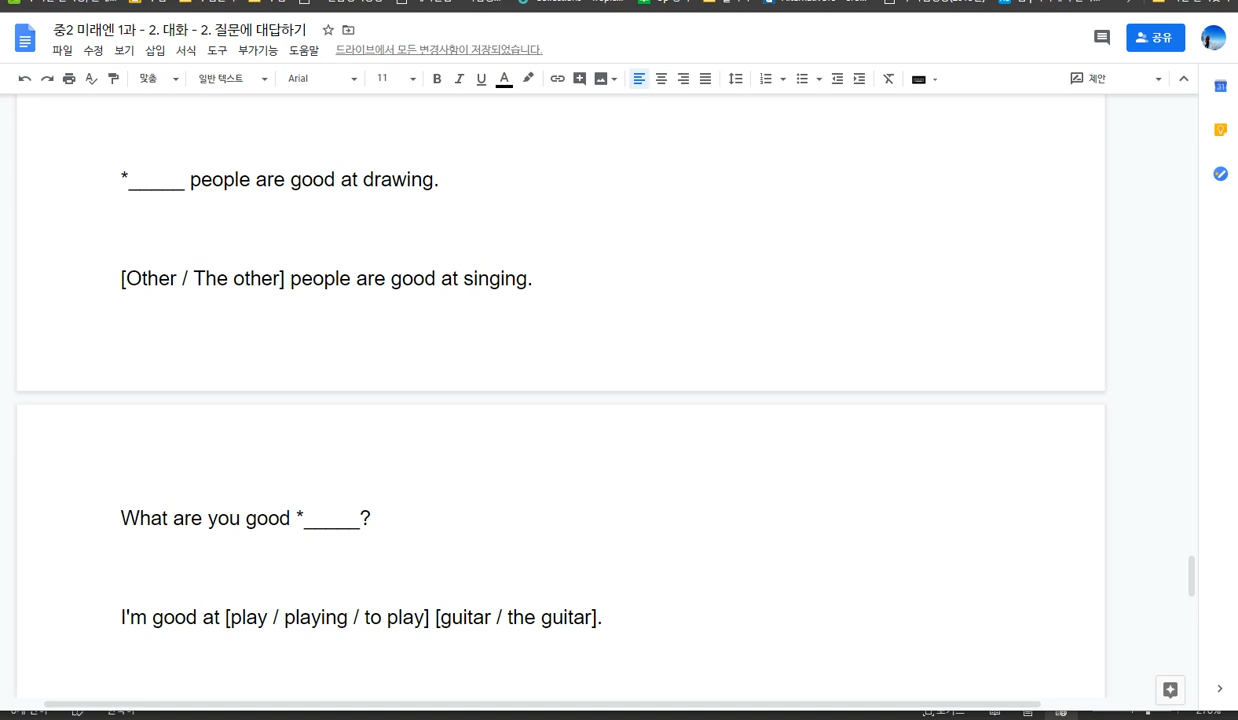 중2 미래엔 1과 - 2. 대화 - 2. 질문에 대답하기
공유
파일 수정 보기 삽입 서식 도구 부가기능 도움말 드라이브에서 모든 변경사항이 저장되었습니다.
맞춤 일반 텍스트 Arial 11 B I U A 제안
31
*_____ people are good at drawing.
[Other / The other] people are good at singing.
What are you good *_____?
I'm good at [play / playing / to play] [guitar / the guitar].